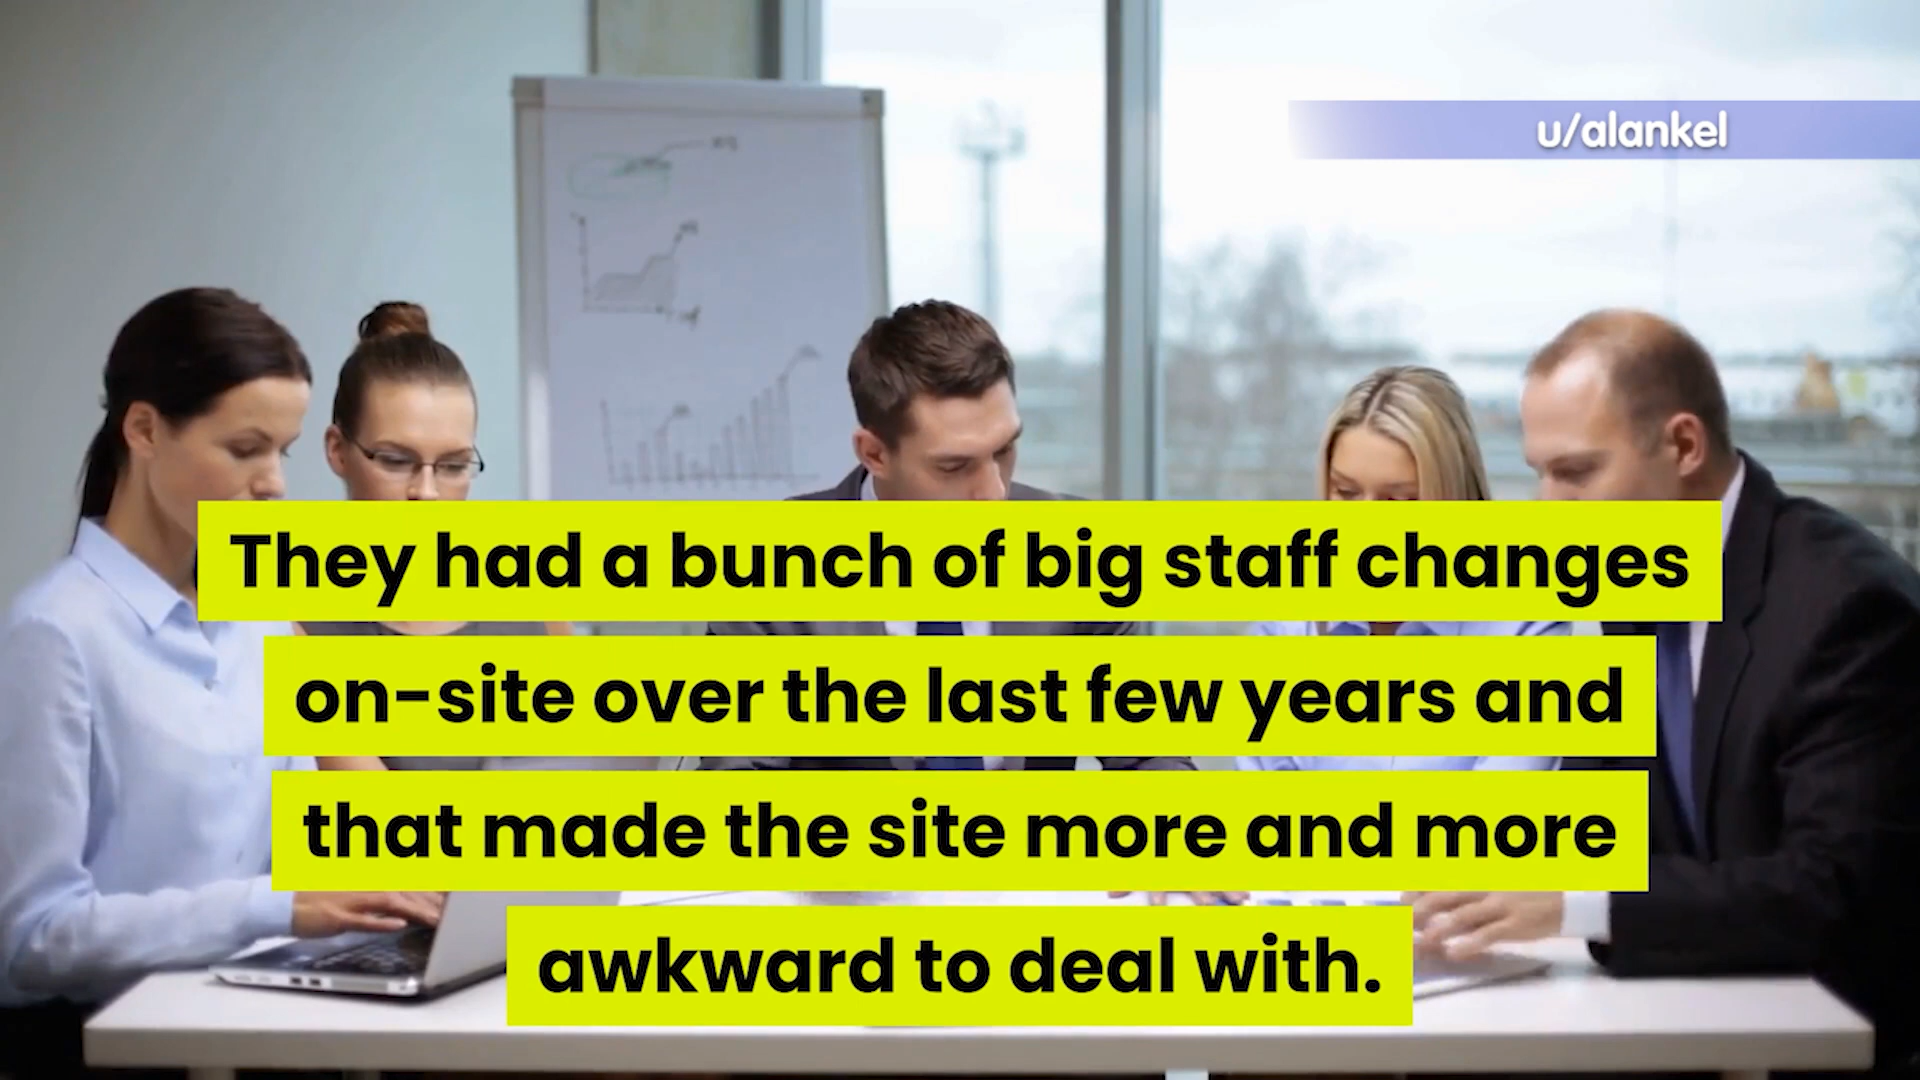 u/alankel
They had a bunch of big staff changes
on-site over the last few years and
that made the site more and more
awkward to deal with.